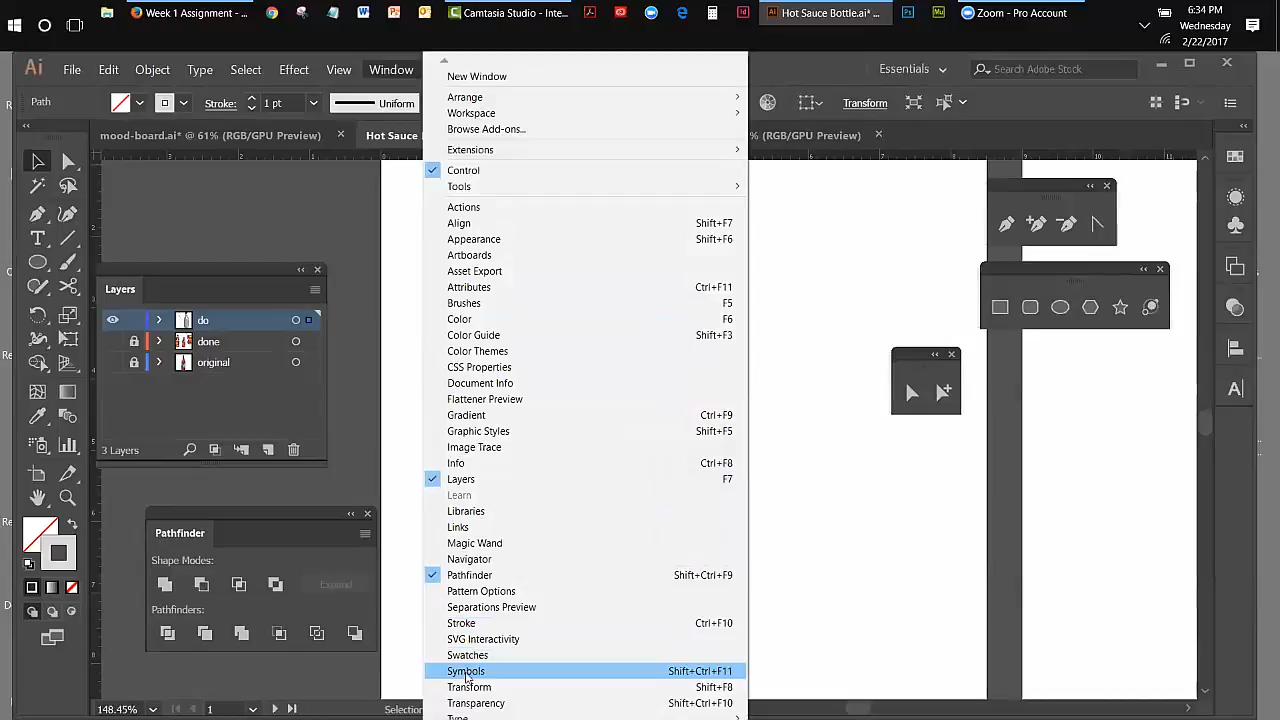 Week 1 Assignment - ...
Camtasia Studio - Inte...
Hot Sauce Bottle.ai* ...
Zoom - Pro Account
6:34 PM
Wednesday
2/22/2017
Ai File Edit Object Type Select Effect View Window
Essentials
Search Adobe Stock
Path
Stroke:
1 pt
Uniform
Transform
mood-board.ai* @ 61% (RGB/GPU Preview)
Hot Sauce
% (RGB/GPU Preview)
New Window
Arrange
Workspace
Browse Add-ons...
Extensions
Control
Tools
Actions
Align Shift+F7
Appearance Shift+F6
Artboards
Asset Export
Attributes Ctrl+F11
Brushes F5
Color F6
Color Guide Shift+F3
Color Themes
CSS Properties
Document Info
Flattener Preview
Gradient Ctrl+F9
Graphic Styles Shift+F5
Image Trace
Info Ctrl+F8
Layers F7
Learn
Libraries
Links
Magic Wand
Navigator
Pathfinder Shift+Ctrl+F9
Pattern Options
Separations Preview
Stroke Ctrl+F10
SVG Interactivity
Swatches
Symbols Shift+Ctrl+F11
Transform Shift+F8
Transparency Shift+Ctrl+F10
Type
Layers
do
done
original
3 Layers
Pathfinder
Shape Modes:
Expand
Pathfinders:
148.45%
1
Selection